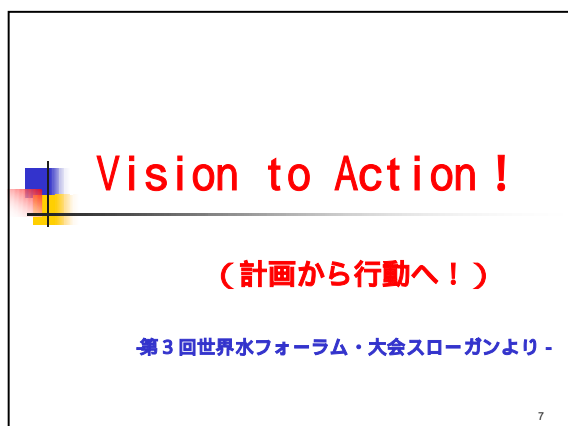 Vision to Action！
（計画から行動へ！）
-第３回世界水フォーラム・大会スローガンより-
7